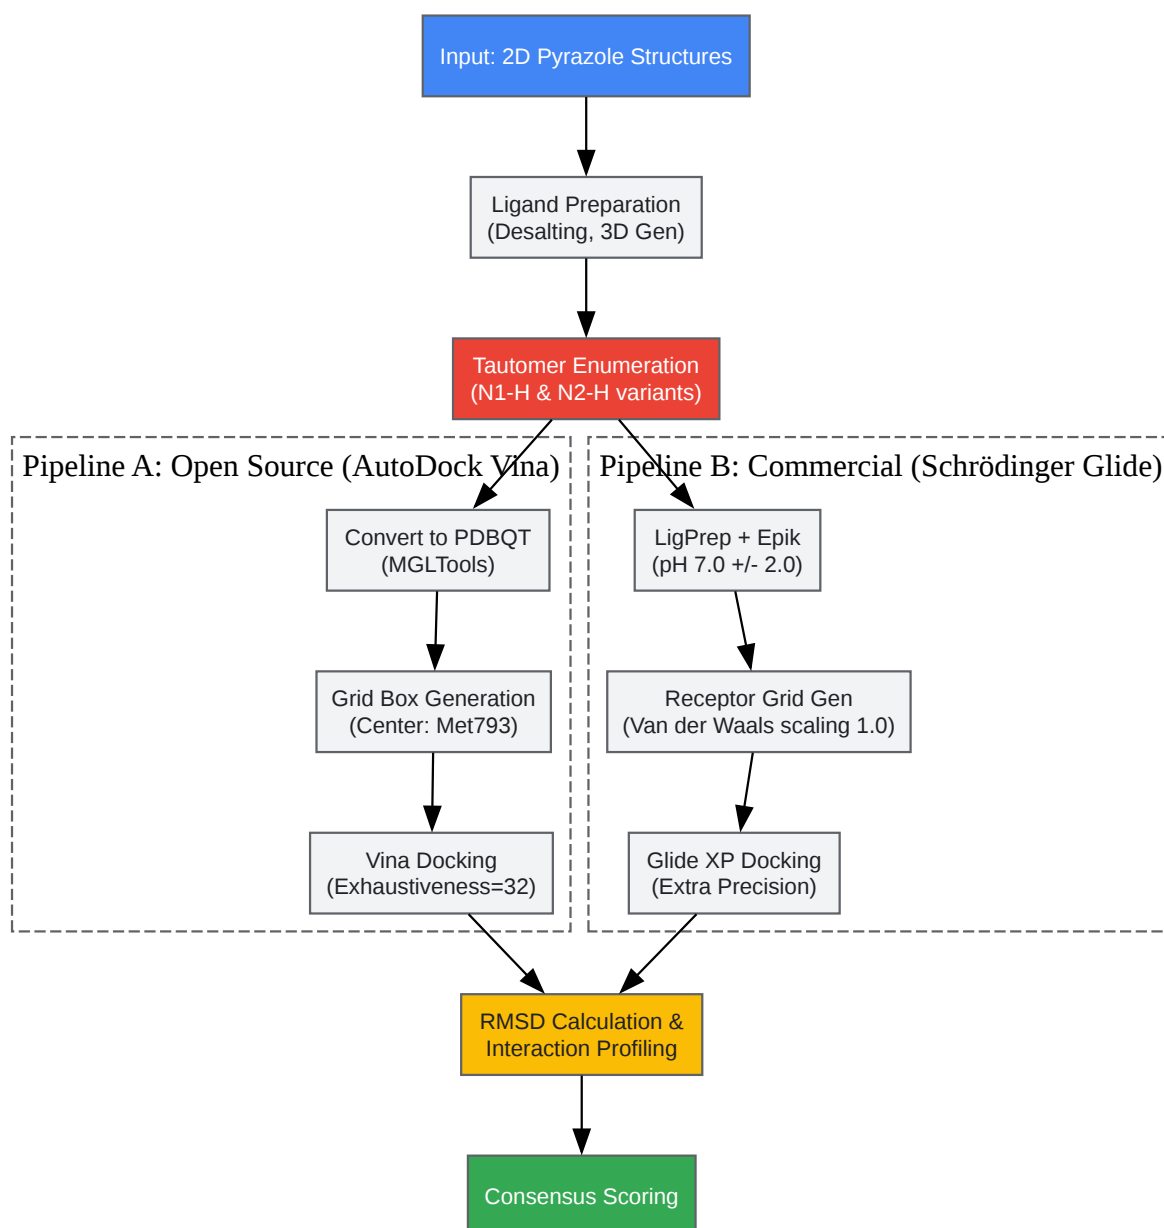 Input: 2D Pyrazole Structures
Ligand Preparation
(Desalting, 3D Gen)
Tautomer Enumeration
(N1-H & N2-H variants)
Pipeline A: Open Source (AutoDock Vina)
Convert to PDBQT
(MGLTools)
Grid Box Generation
(Center: Met793)
Vina Docking
(Exhaustiveness=32)
Pipeline B: Commercial (Schrödinger Glide)
LigPrep + Epik
(pH 7.0 +/- 2.0)
Receptor Grid Gen
(Van der Waals scaling 1.0)
Glide XP Docking
(Extra Precision)
RMSD Calculation &
Interaction Profiling
Consensus Scoring